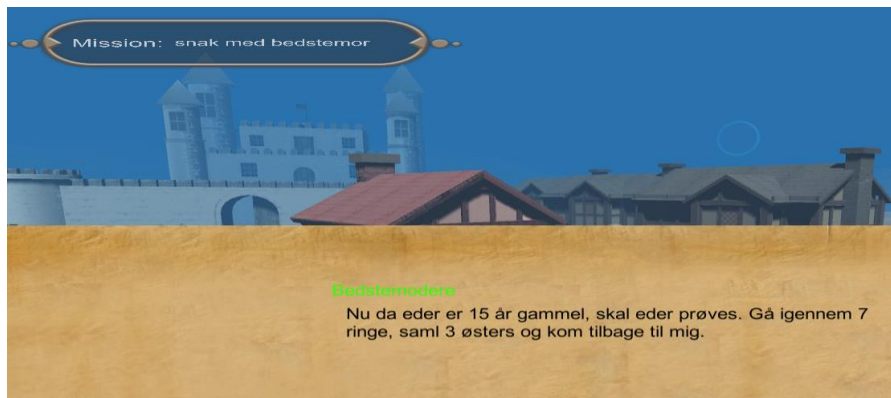 Mission: snak med bedstemor
Bedstemodere
Nu da eder er 15 år gammel, skal eder prøves. Gå igennem 7
ringe, saml 3 østers og kom tilbage til mig.